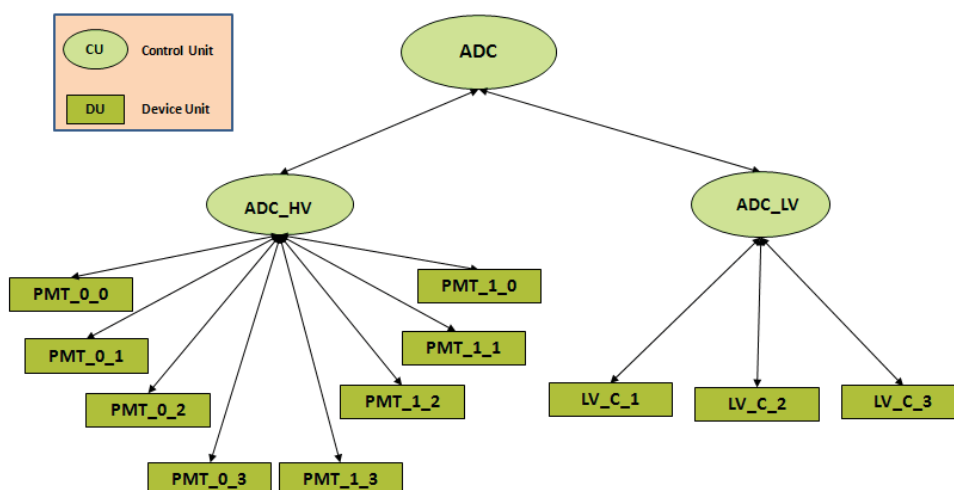 CU Control Unit
DU Device Unit
ADC
ADC_HV
ADC_LV
PMT_0_0
PMT_1_0
PMT_0_1
PMT_1_1
PMT_0_2
PMT_1_2
PMT_0_3
PMT_1_3
LV_C_1
LV_C_2
LV_C_3